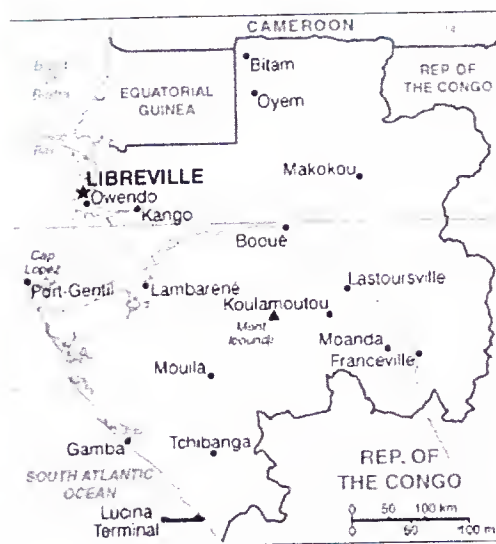 CAMEROON
Bitam
REP OF
THE CONGO
EQUATORIAL
GUINEA
Oyem
LIBREVILLE
Owendo
Kango
Makokou
Booué
Cap
Lopez
Port-Gentil
Lambaréné
Lastoursville
Koulamoutou
Mont
Iboundji
Moanda
Franceville
Mouila
Gamba
Tchibanga
SOUTH ATLANTIC
OCEAN
REP. OF
THE CONGO
Lucina
Terminal
0 50 100 km
0 50 100 m